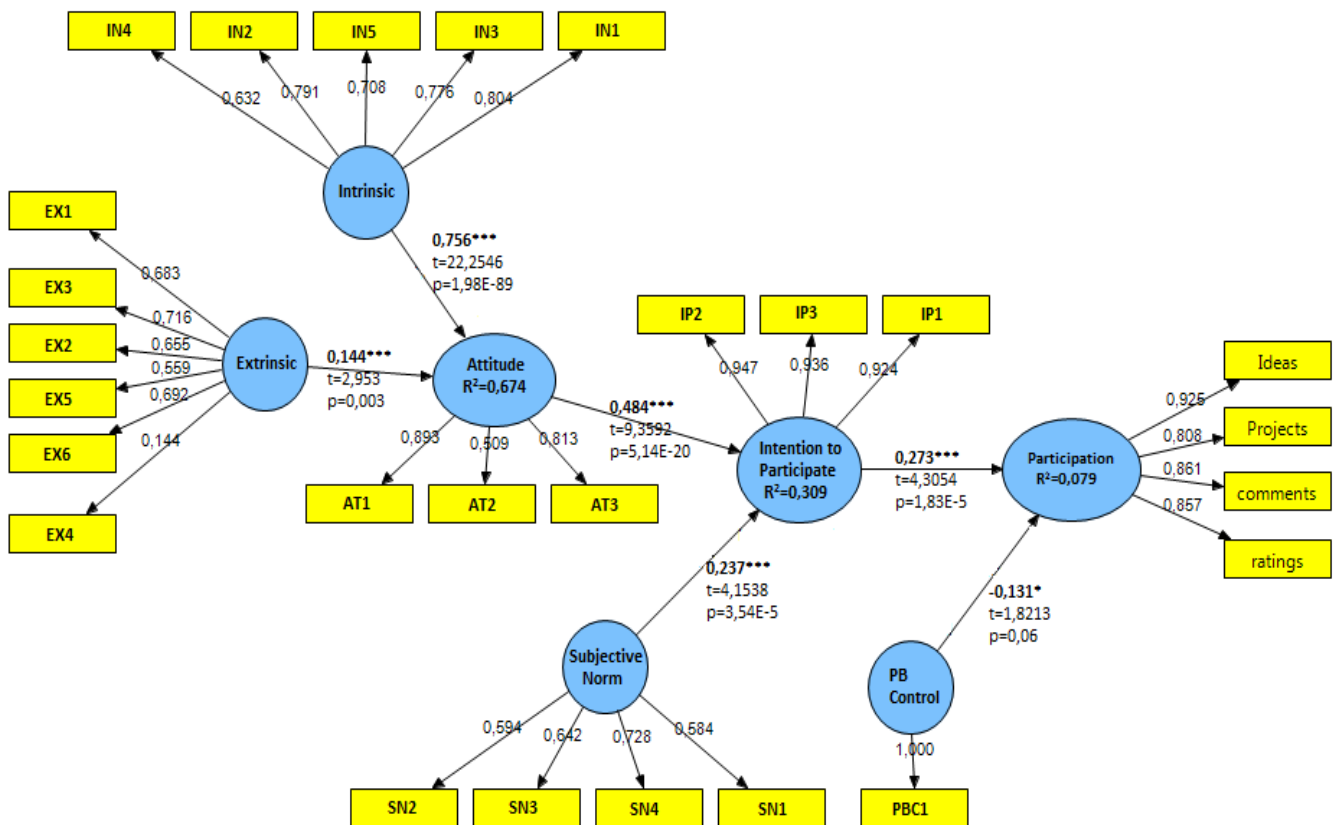 IN4
IN2
IN5
IN3
IN1
0,632
0,791
0,708
0,776
0,804
Intrinsic
EX1
EX3
EX2
EX5
EX6
EX4
0,683
0,716
0,655
0,559
0,692
0,144
Extrinsic
0,756***
t=22,2546
p=1,98E-89
0,144***
t=2,953
p=0,003
Attitude
R²=0,674
0,893
0,509
0,813
AT1
AT2
AT3
0,484***
t=9,3592
p=5,14E-20
IP2
IP3
IP1
0,947
0,936
0,924
Intention to
Participate
R²=0,309
0,273***
t=4,3054
p=1,83E-5
Participation
R²=0,079
0,925
0,808
0,861
0,857
Ideas
Projects
comments
ratings
0,237***
t=4,1538
p=3,54E-5
Subjective
Norm
0,594
0,642
0,728
0,584
SN2
SN3
SN4
SN1
-0,131*
t=1,8213
p=0,06
PB
Control
1,000
PBC1